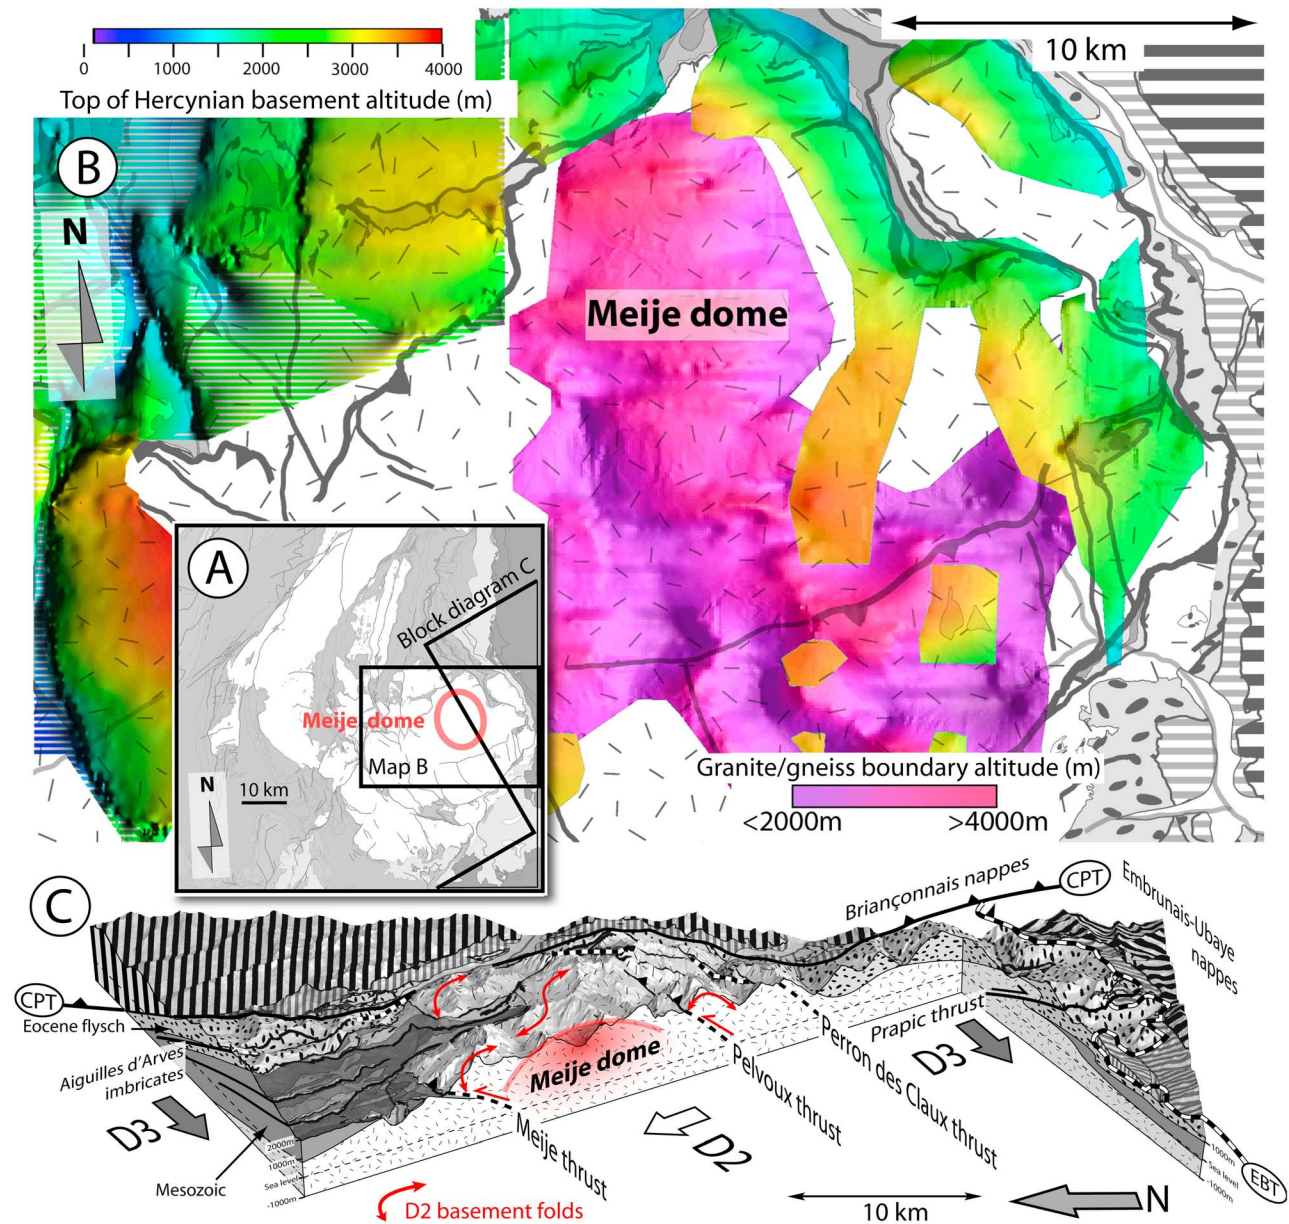 0 1000 2000 3000 4000
Top of Hercynian basement altitude (m)
10 km
B
N
Meije dome
A
Block diagram C
Meije dome
Map B
N
10 km
Granite/gneiss boundary altitude (m)
<2000m >4000m
C
Briançonnais nappes
CPT
Embrunais-Ubaye
nappes
CPT
Eocene flysch
Aiguilles d'Arves
imbricates
D3
Mesozoic
2000m
1000m
Sea level
-1000m
Meije dome
Meije thrust
Pelvoux thrust
Perron des Claux thrust
Prapic thrust
D3
D2
1000m
Sea level
-1000m
EBT
D2 basement folds
10 km
N